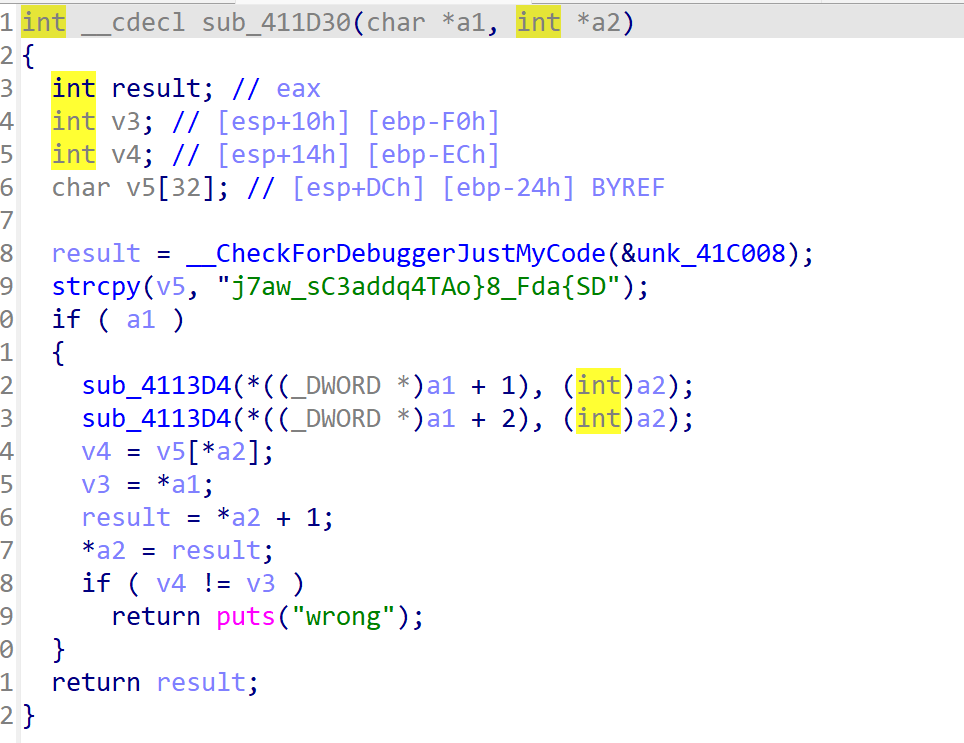 1 int __cdecl sub_411D30(char *a1, int *a2)
2 {
3   int result; // eax
4   int v3; // [esp+10h] [ebp-F0h]
5   int v4; // [esp+14h] [ebp-ECh]
6   char v5[32]; // [esp+DCh] [ebp-24h] BYREF
7
8   result = __CheckForDebuggerJustMyCode(&unk_41C008);
9   strcpy(v5, "j7aw_sC3addq4TAo}8_Fda{SD");
0   if ( a1 )
1   {
2     sub_4113D4(*((_DWORD *)a1 + 1), (int)a2);
3     sub_4113D4(*((_DWORD *)a1 + 2), (int)a2);
4     v4 = v5[*a2];
5     v3 = *a1;
6     result = *a2 + 1;
7     *a2 = result;
8     if ( v4 != v3 )
9       return puts("wrong");
0   }
1   return result;
2 }